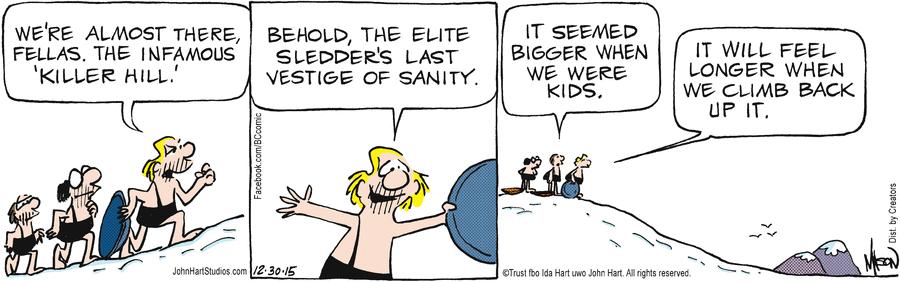 WE'RE ALMOST THERE,
FELLAS. THE INFAMOUS
'KILLER HILL.'
JohnHartStudios.com
BEHOLD, THE ELITE
SLEDDER'S LAST
VESTIGE OF SANITY.
Facebook.com/BCcomic
12-30-15
IT SEEMED
BIGGER WHEN
WE WERE
KIDS.
IT WILL FEEL
LONGER WHEN
WE CLIMB BACK
UP IT.
©Trust fbo Ida Hart uwo John Hart. All rights reserved.
Dist. by Creators
MASON